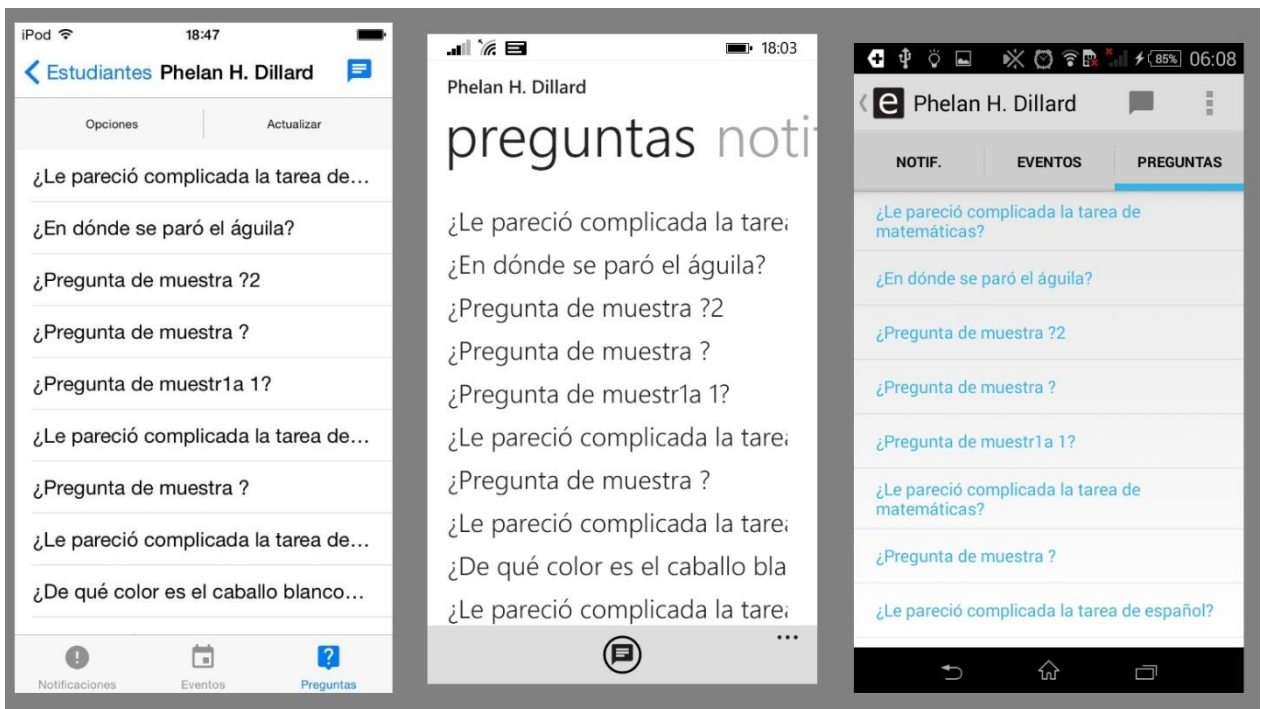 iPod 18:47
Estudiantes Phelan H. Dillard
Opciones Actualizar
¿Le pareció complicada la tarea de...
¿En dónde se paró el águila?
¿Pregunta de muestra ?2
¿Pregunta de muestra ?
¿Pregunta de muestr1a 1?
¿Le pareció complicada la tarea de...
¿Pregunta de muestra ?
¿Le pareció complicada la tarea de...
¿De qué color es el caballo blanco...
Notificaciones Eventos Preguntas
18:03
Phelan H. Dillard
preguntas noti
¿Le pareció complicada la tarea
¿En dónde se paró el águila?
¿Pregunta de muestra ?2
¿Pregunta de muestra ?
¿Pregunta de muestr1a 1?
¿Le pareció complicada la tarea
¿Pregunta de muestra ?
¿Le pareció complicada la tarea
¿De qué color es el caballo bla
¿Le pareció complicada la tarea
...
85% 06:08
e Phelan H. Dillard
NOTIF. EVENTOS PREGUNTAS
¿Le pareció complicada la tarea de
matemáticas?
¿En dónde se paró el águila?
¿Pregunta de muestra ?2
¿Pregunta de muestra ?
¿Pregunta de muestr1a 1?
¿Le pareció complicada la tarea de
matemáticas?
¿Pregunta de muestra ?
¿Le pareció complicada la tarea de español?